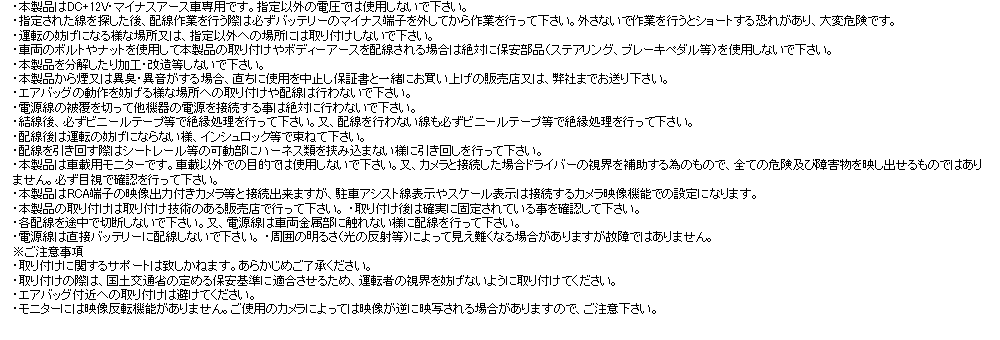 ・本製品はDC+12V・マイナスアース車専用です。指定以外の電圧では使用しないで下さい。
・指定された線を探した後、配線作業を行う際は必ずバッテリーのマイナス端子を外してから作業を行って下さい。外さないで作業を行うとショートする恐れがあり、大変危険です。
・運転の妨げになる様な場所又は、指定以外への場所には取り付けしないで下さい。
・車両のボルトやナットを使用して本製品の取り付けやボディーアースを配線される場合は絶対に保安部品(ステアリング、ブレーキペダル等)を使用しないで下さい。
・本製品を分解したり加工・改造等しないで下さい。
・本製品から煙又は異臭・異音がする場合、直ちに使用を中止し保証書と一緒にお買い上げの販売店又は、弊社までお送り下さい。
・エアバッグの動作を妨げる様な場所への取り付けや配線は行わないで下さい。
・電源線の被覆を切って他機器の電源を接続する事は絶対に行わないで下さい。
・結線後、必ずビニールテープ等で絶縁処理を行って下さい。又、配線を行わない線も必ずビニールテープ等で絶縁処理を行って下さい。
・配線後は運転の妨げにならない様、インシュロック等で束ねて下さい。
・配線を引き回す際はシートレール等の可動部にハーネス類を挟み込まない様に引き回しを行って下さい。
・本製品は車載用モニターです。車載以外での目的では使用しないで下さい。又、カメラと接続した場合ドライバーの視界を補助する為のもので、全ての危険及び障害物を映し出せるものではあり
ません。必ず目視で確認を行って下さい。
・本製品はRCA端子の映像出力付きカメラ等と接続出来ますが、駐車アシスト線表示やスケール表示は接続するカメラ映像機能での設定になります。
・本製品の取り付けは取り付け技術のある販売店で行って下さい。 ・取り付け後は確実に固定されている事を確認して下さい。
・各配線を途中で切断しないで下さい。又、電源線は車両金属部に触れない様に配線を行って下さい。
・電源線は直接バッテリーに配線しないで下さい。 ・周囲の明るさ(光の反射等)によって見え難くなる場合がありますが故障ではありません。
※ご注意事項
・取り付けに関するサポートは致しかねます。あらかじめご了承ください。
・取り付けの際は、国土交通省の定める保安基準に適合させるため、運転者の視界を妨げないように取り付けてください。
・エアバッグ付近への取り付けは避けてください。
・モニターには映像反転機能がありません。ご使用のカメラによっては映像が逆に映写される場合がありますので、ご注意下さい。